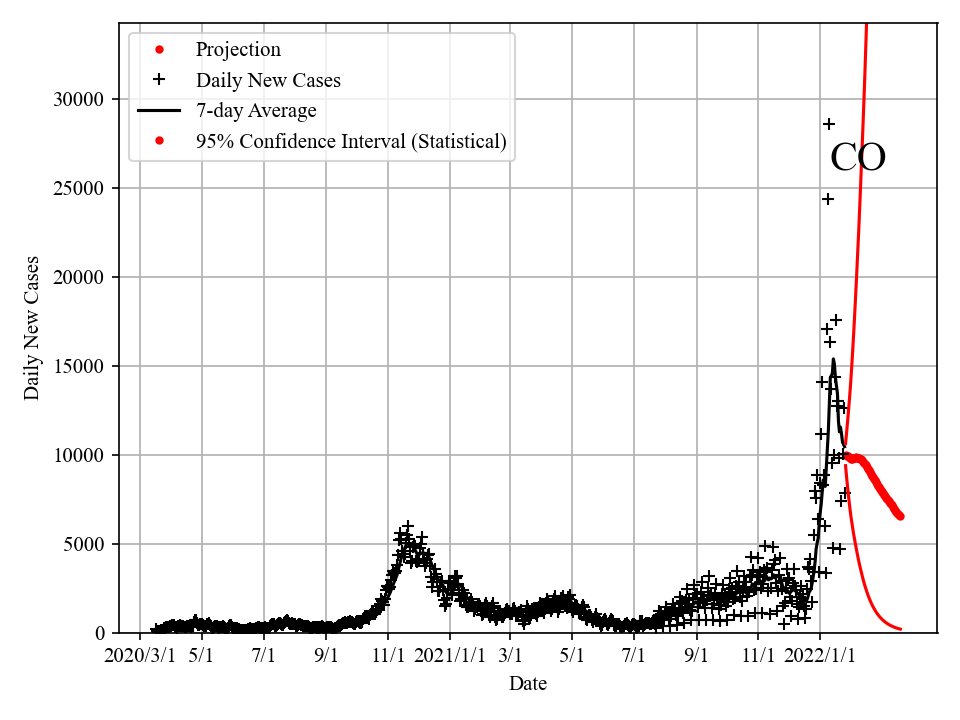 Projection
Daily New Cases
7-day Average
95% Confidence Interval (Statistical)
CO
30000
25000
20000
15000
10000
5000
0
Daily New Cases
2020/3/1 5/1 7/1 9/1 11/1 2021/1/1 3/1 5/1 7/1 9/1 11/1 2022/1/1
Date